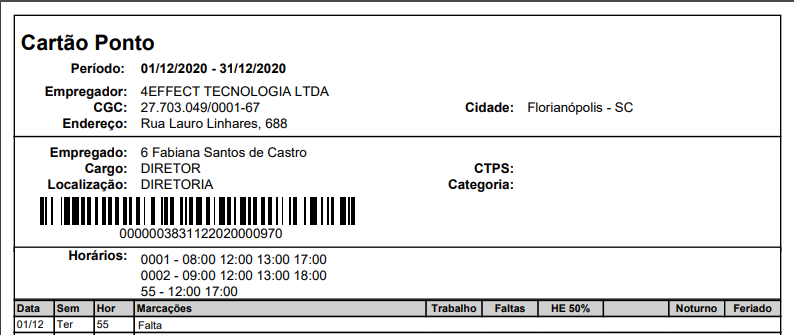 Cartão Ponto
Período: 01/12/2020 - 31/12/2020
Empregador: 4EFFECT TECNOLOGIA LTDA
CGC: 27.703.049/0001-67 Cidade: Florianópolis - SC
Endereço: Rua Lauro Linhares, 688
Empregado: 6 Fabiana Santos de Castro
Cargo: DIRETOR CTPS:
Localização: DIRETORIA Categoria:
0000003831122020000970
Horários: 0001 - 08:00 12:00 13:00 17:00
0002 - 09:00 12:00 13:00 18:00
55 - 12:00 17:00
Data Sem Hor Marcações Trabalho Faltas HE 50% Noturno Feriado
01/12 Ter 55 Falta